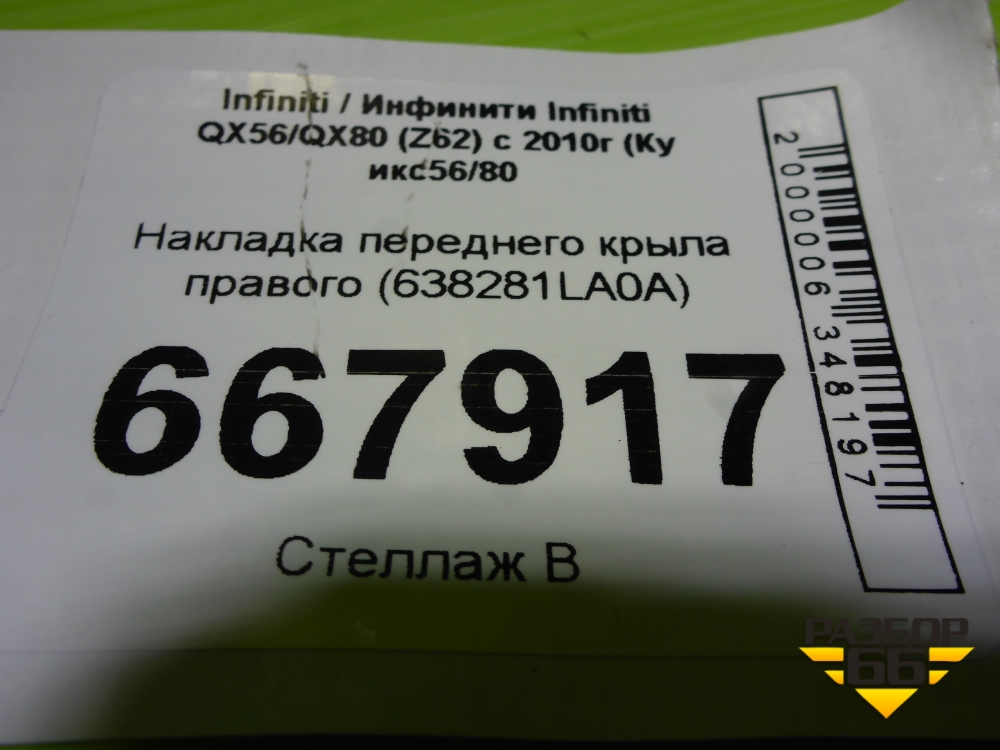 Infiniti / Инфинити Infiniti
QX56/QX80 (Z62) с 2010г (Ку
икс56/80
Накладка переднего крыла
правого (638281LA0A)
667917
Стеллаж В
2000006348197
РАЗБОР
66